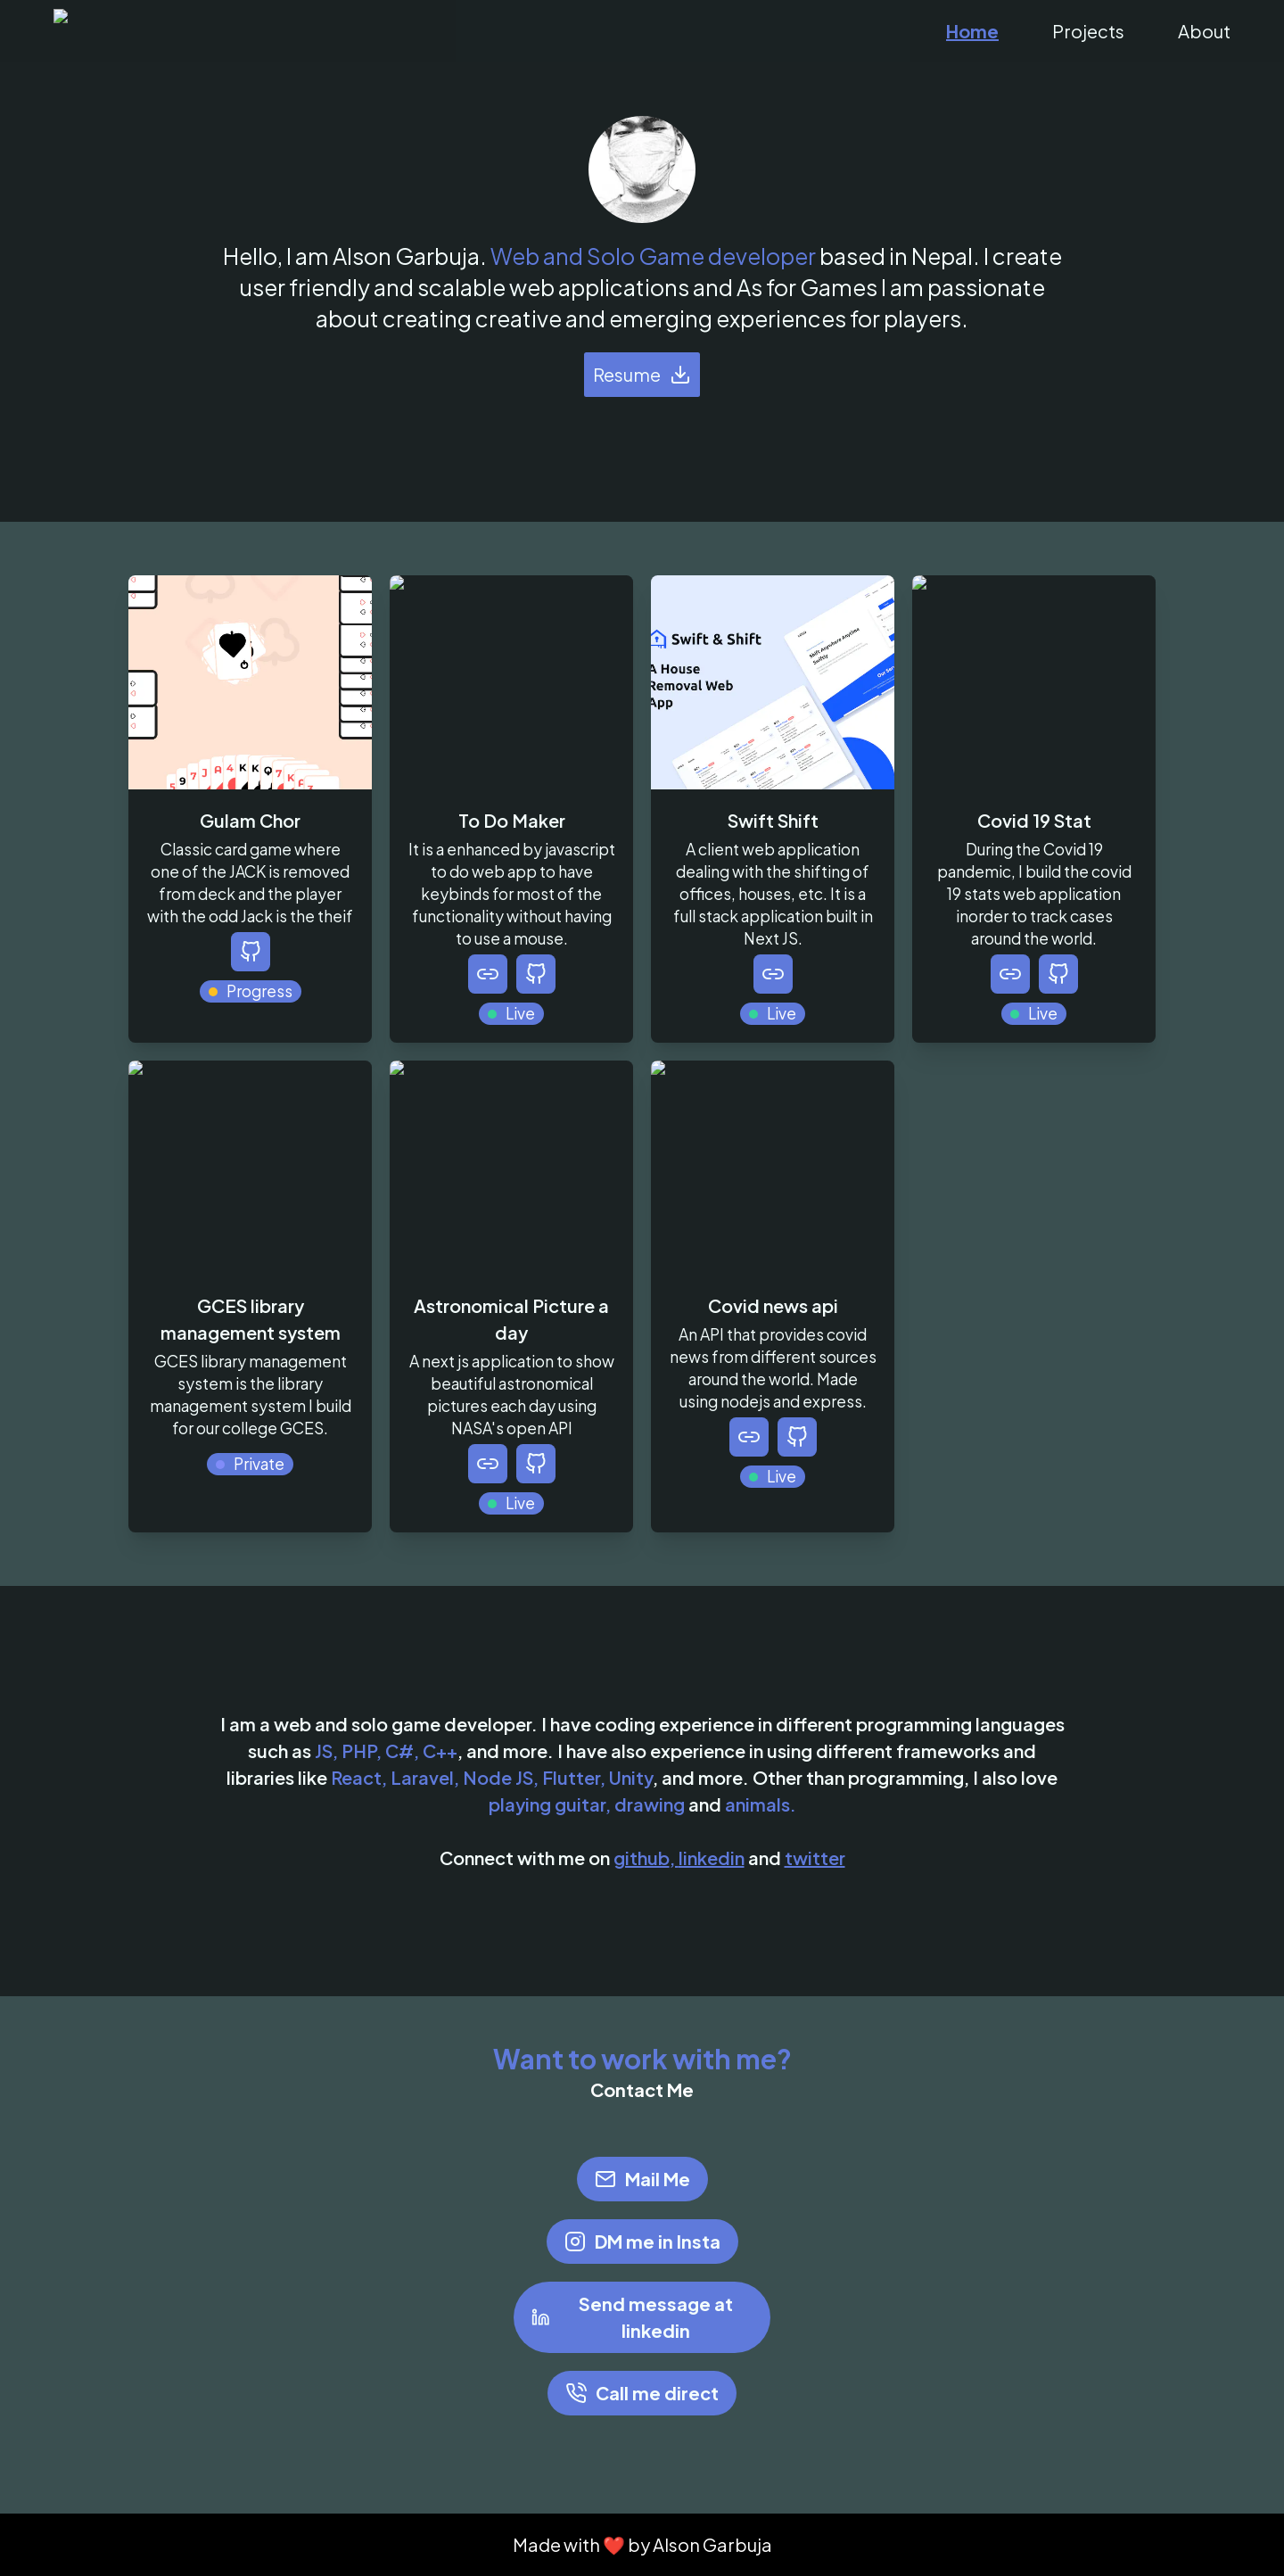 Home Projects About
Hello, I am Alson Garbuja. Web and Solo Game developer based in Nepal. I create
user friendly and scalable web applications and As for Games I am passionate
about creating creative and emerging experiences for players.
Resume
5 9 7 J A 4 K K Q 7 K A 3
Swift & Shift
A House
Removal Web
App
Shift Anywhere Anytime
Swiftly
Gulam Chor
Classic card game where
one of the JACK is removed
from deck and the player
with the odd Jack is the theif
Progress
To Do Maker
It is a enhanced by javascript
to do web app to have
keybinds for most of the
functionality without having
to use a mouse.
Live
Swift Shift
A client web application
dealing with the shifting of
offices, houses, etc. It is a
full stack application built in
Next JS.
Live
Covid 19 Stat
During the Covid 19
pandemic, I build the covid
19 stats web application
inorder to track cases
around the world.
Live
GCES library
management system
GCES library management
system is the library
management system I build
for our college GCES.
Private
Astronomical Picture a
day
A next js application to show
beautiful astronomical
pictures each day using
NASA's open API
Live
Covid news api
An API that provides covid
news from different sources
around the world. Made
using nodejs and express.
Live
I am a web and solo game developer. I have coding experience in different programming languages
such as JS, PHP, C#, C++, and more. I have also experience in using different frameworks and
libraries like React, Laravel, Node JS, Flutter, Unity, and more. Other than programming, I also love
playing guitar, drawing and animals.
Connect with me on github, linkedin and twitter
Want to work with me?
Contact Me
Mail Me
DM me in Insta
Send message at
linkedin
Call me direct
Made with ❤️ by Alson Garbuja